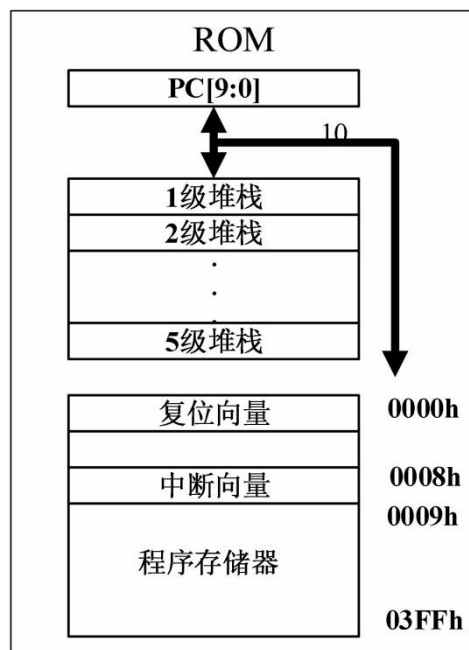 ROM
PC[9:0]
10
1级堆栈
2级堆栈
.
.
.
5级堆栈
复位向量 0000h
中断向量 0008h
0009h
程序存储器
03FFh